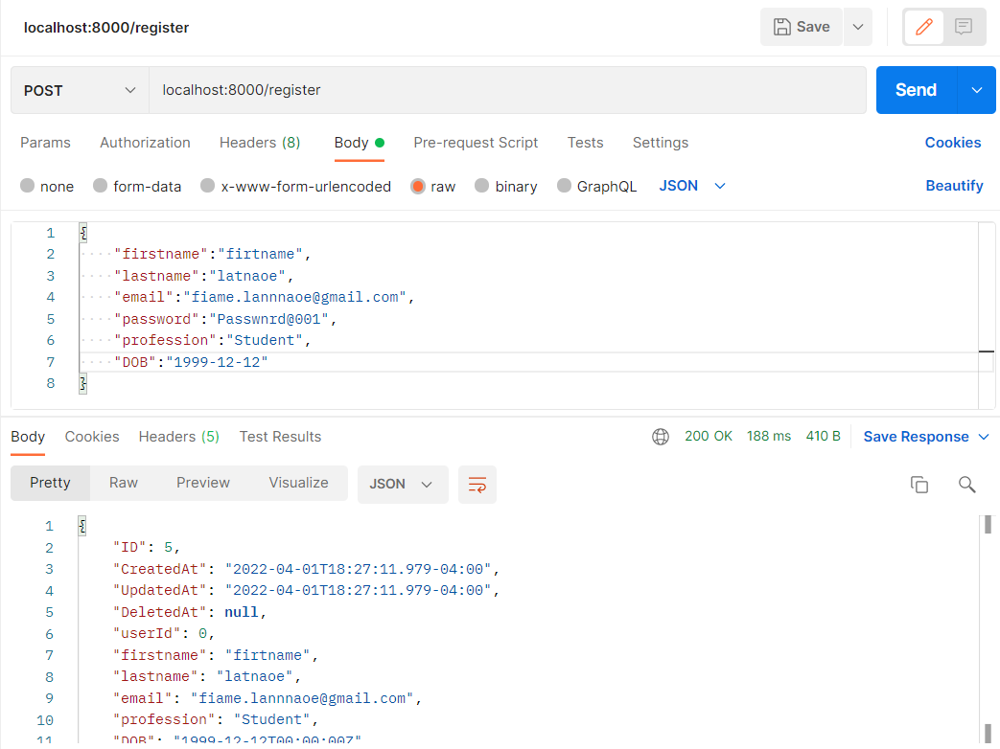 localhost:8000/register
Save
POST
localhost:8000/register
Send
Params Authorization Headers (8) Body Pre-request Script Tests Settings Cookies
none form-data x-www-form-urlencoded raw binary GraphQL JSON Beautify
1 {
2 "firstname":"firtname",
3 "lastname":"latnaoe",
4 "email":"fiame.lannnaoe@gmail.com",
5 "password":"Passwnrd@001",
6 "profession":"Student",
7 "DOB":"1999-12-12"
8 }
Body Cookies Headers (5) Test Results 200 OK 188 ms 410 B Save Response
Pretty Raw Preview Visualize JSON
1 {
2 "ID": 5,
3 "CreatedAt": "2022-04-01T18:27:11.979-04:00",
4 "UpdatedAt": "2022-04-01T18:27:11.979-04:00",
5 "DeletedAt": null,
6 "userId": 0,
7 "firstname": "firtname",
8 "lastname": "latnaoe",
9 "email": "fiame.lannnaoe@gmail.com",
10 "profession": "Student",
11 "DOB": "1999-12-12T00:00:00Z"